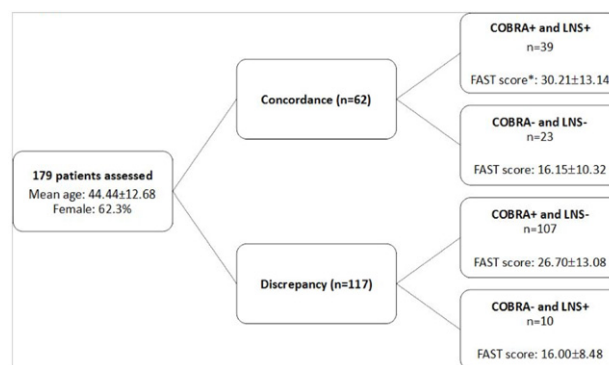 179 patients assessed
Mean age: 44.44±12.68
Female: 62.3%
Concordance (n=62)
Discrepancy (n=117)
COBRA+ and LNS+
n=39
FAST score*: 30.21±13.14
COBRA- and LNS-
n=23
FAST score: 16.15±10.32
COBRA+ and LNS-
n=107
FAST score: 26.70±13.08
COBRA- and LNS+
n=10
FAST score: 16.00±8.48